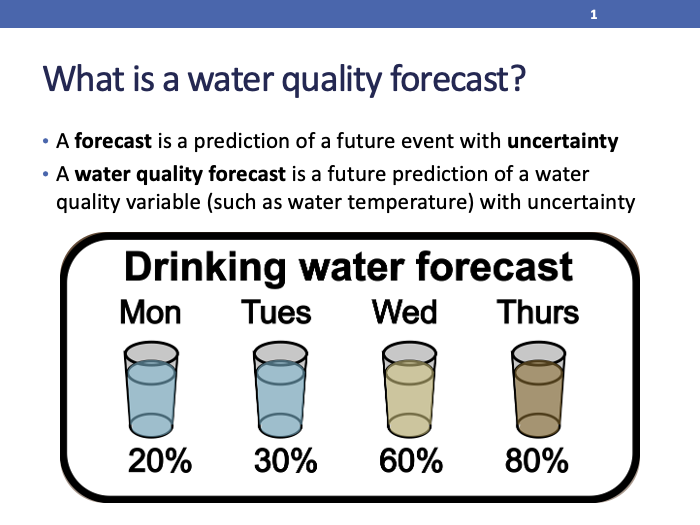 1
What is a water quality forecast?
• A forecast is a prediction of a future event with uncertainty
• A water quality forecast is a future prediction of a water
quality variable (such as water temperature) with uncertainty
Drinking water forecast
Mon Tues Wed Thurs
20% 30% 60% 80%